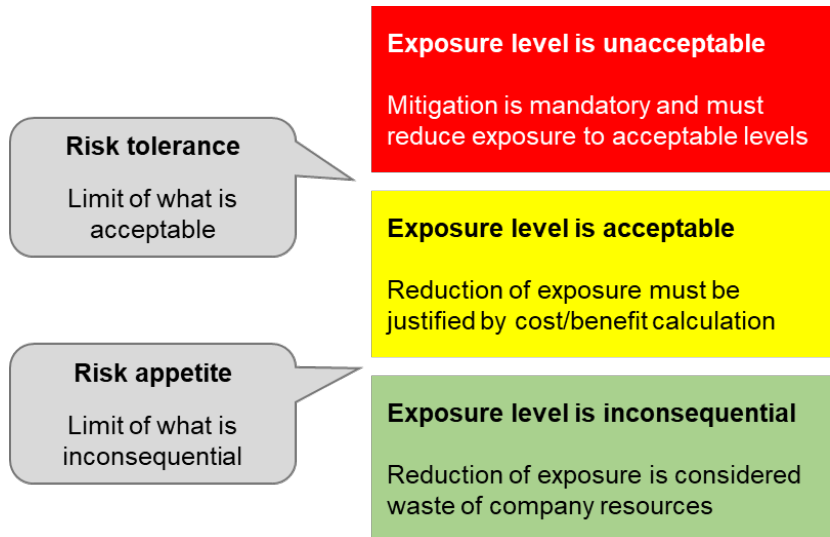 Exposure level is unacceptable
Mitigation is mandatory and must
reduce exposure to acceptable levels
Risk tolerance
Limit of what is
acceptable
Exposure level is acceptable
Reduction of exposure must be
justified by cost/benefit calculation
Risk appetite
Limit of what is
inconsequential
Exposure level is inconsequential
Reduction of exposure is considered
waste of company resources